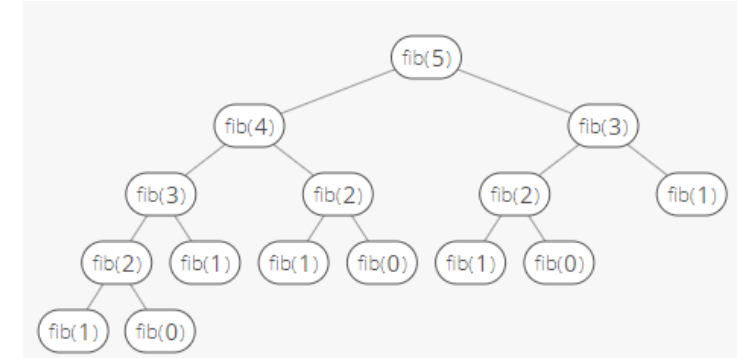 fib(5)
fib(4) fib(3)
fib(3) fib(2) fib(2) fib(1)
fib(2) fib(1) fib(1) fib(0) fib(1) fib(0)
fib(1) fib(0)